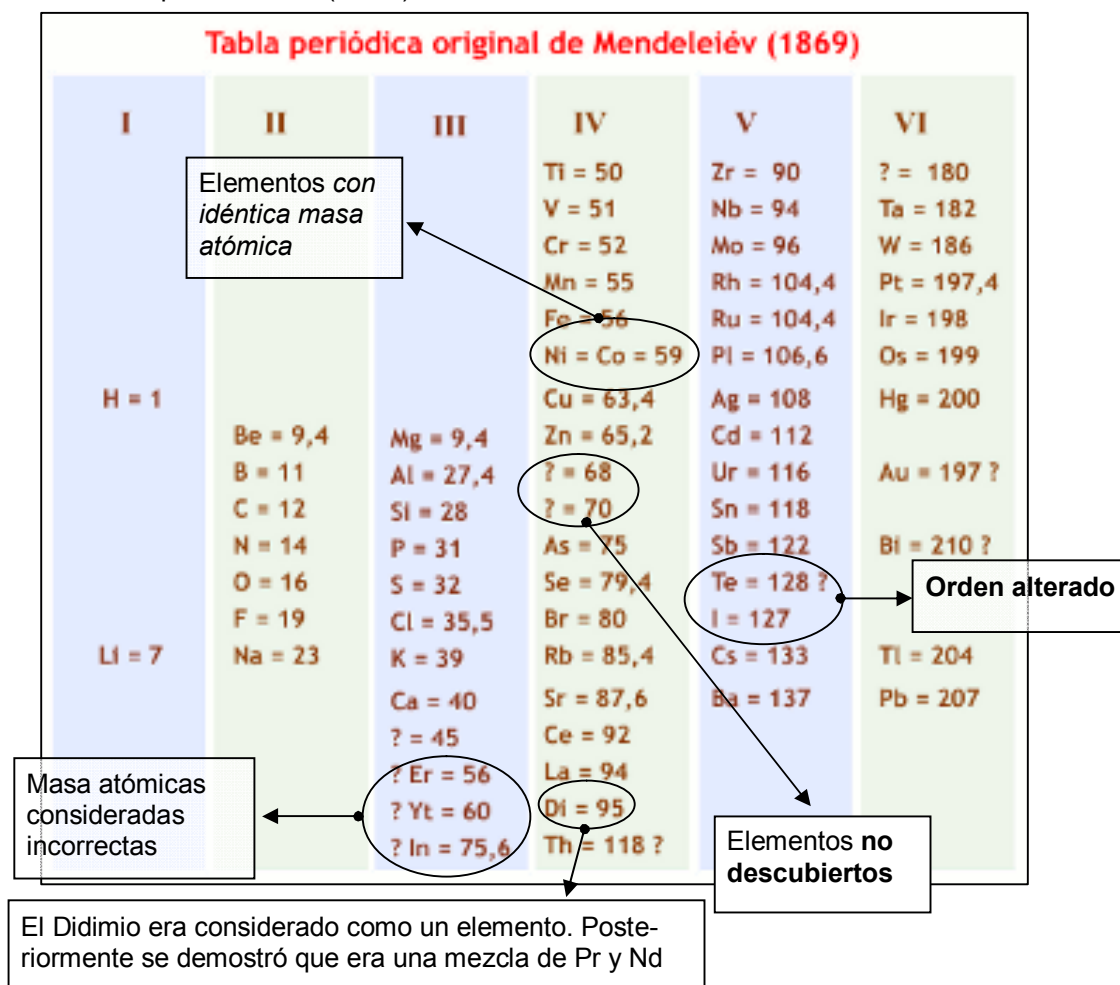 Tabla periódica original de Mendeleiév (1869)
I
H = 1
Li = 7
II
Be = 9,4
B = 11
C = 12
N = 14
O = 16
F = 19
Na = 23
III
Mg = 9,4
Al = 27,4
Si = 28
P = 31
S = 32
Cl = 35,5
K = 39
Ca = 40
? = 45
? Er = 56
? Yt = 60
? In = 75,6
IV
Ti = 50
V = 51
Cr = 52
Mn = 55
Fe = 56
Ni = Co = 59
Cu = 63,4
Zn = 65,2
? = 68
? = 70
As = 75
Se = 79,4
Br = 80
Rb = 85,4
Sr = 87,6
Ce = 92
La = 94
Di = 95
Th = 118 ?
V
Zr = 90
Nb = 94
Mo = 96
Rh = 104,4
Ru = 104,4
Pl = 106,6
Ag = 108
Cd = 112
Ur = 116
Sn = 118
Sb = 122
Te = 128 ?
I = 127
Cs = 133
Ba = 137
VI
? = 180
Ta = 182
W = 186
Pt = 197,4
Ir = 198
Os = 199
Hg = 200
Au = 197 ?
Bi = 210 ?
Tl = 204
Pb = 207
Elementos con
idéntica masa
atómica
Orden alterado
Masa atómicas
consideradas
incorrectas
Elementos no
descubiertos
El Didimio era considerado como un elemento. Poste-
riormente se demostró que era una mezcla de Pr y Nd